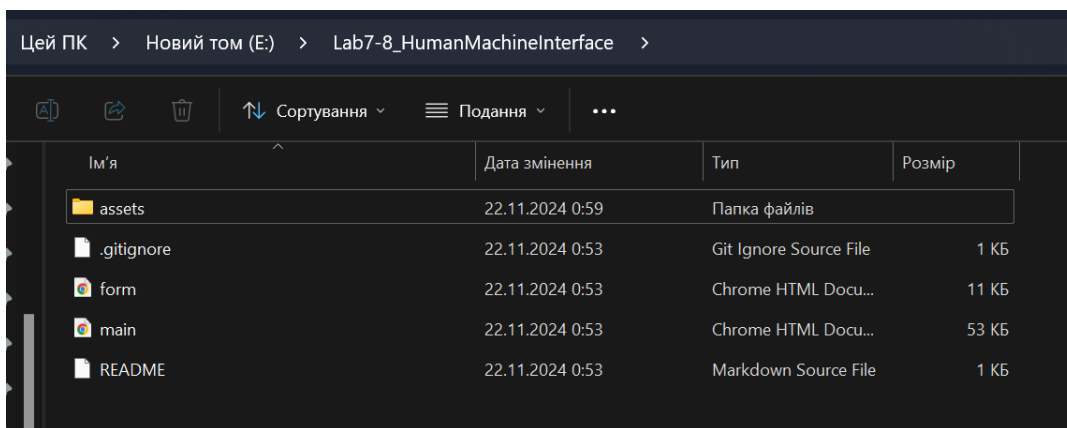 Цей ПК > Новий том (E:) > Lab7-8_HumanMachineInterface >
Сортування Подання •••
Ім’я Дата змінення Тип Розмір
assets 22.11.2024 0:59 Папка файлів
.gitignore 22.11.2024 0:53 Git Ignore Source File 1 КБ
form 22.11.2024 0:53 Chrome HTML Docu... 11 КБ
main 22.11.2024 0:53 Chrome HTML Docu... 53 КБ
README 22.11.2024 0:53 Markdown Source File 1 КБ